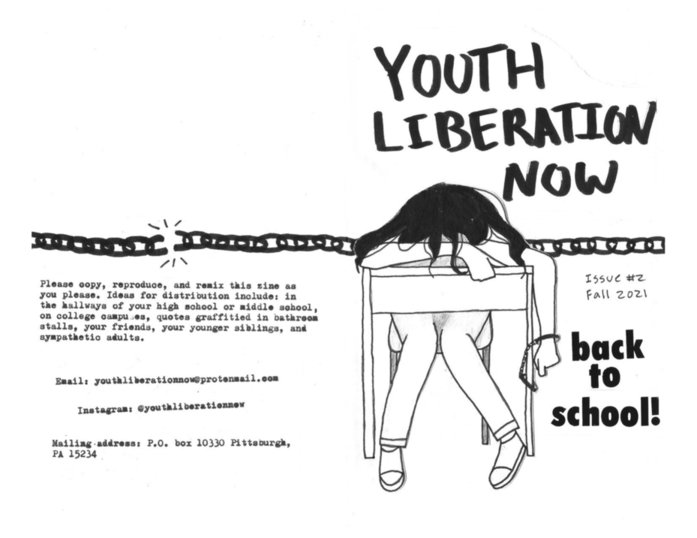 YOUTH
LIBERATION
NOW
Issue #2
Fall 2021
back
to
school!
Please copy, reproduce, and remix this zine as
you please. Ideas for distribution include: in
the hallways of your high school or middle school,
on college campuses, quotes graffitied in bathroom
stalls, your friends, your younger siblings, and
sympathetic adults.
Email: youthliberationnow@protonmail.com
Instagram: @youthliberationnow
Mailing address: P.O. box 10330 Pittsburgh,
PA 15234